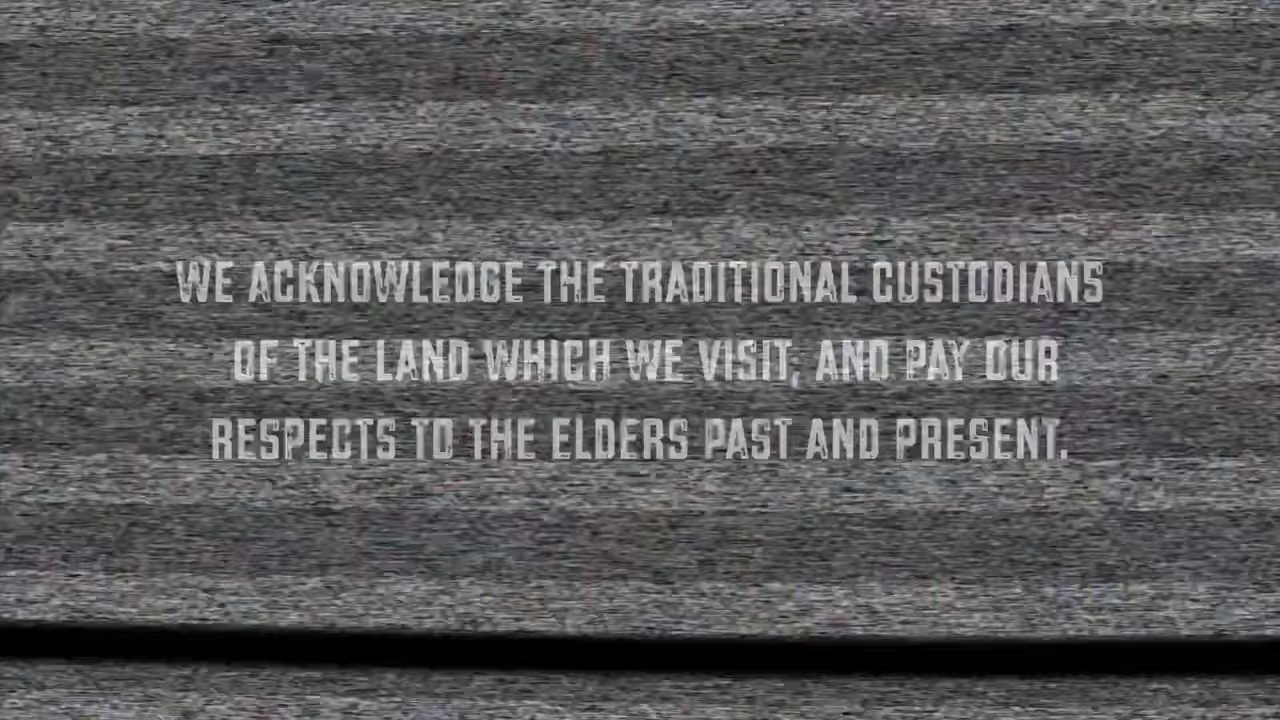 WE ACKNOWLEDGE THE TRADITIONAL CUSTODIANS
OF THE LAND WHICH WE VISIT, AND PAY OUR
RESPECTS TO THE ELDERS PAST AND PRESENT.